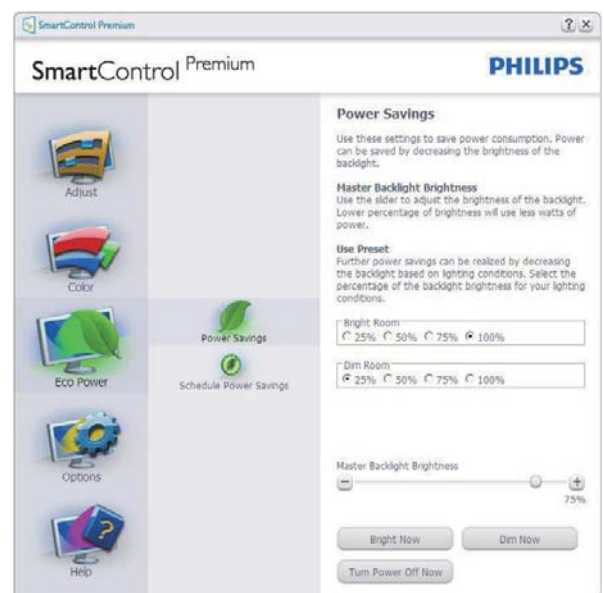 SmartControl Premium
SmartControl Premium
PHILIPS
Adjust
Color
Eco Power
Options
Help
Power Savings
Schedule Power Savings
Power Savings
Use these settings to save power consumption. Power
can be saved by decreasing the brightness of the
backlight.
Master Backlight Brightness
Use the slider to adjust the brightness of the backlight.
Lower percentage of brightness will use less watts of
power.
Use Preset
Further power savings can be realized by decreasing
the backlight based on lighting conditions. Select the
percentage of the backlight brightness for your lighting
conditions.
Bright Room
25% 50% 75% 100%
Dim Room
25% 50% 75% 100%
Master Backlight Brightness
75%
Bright Now Dim Now
Turn Power Off Now